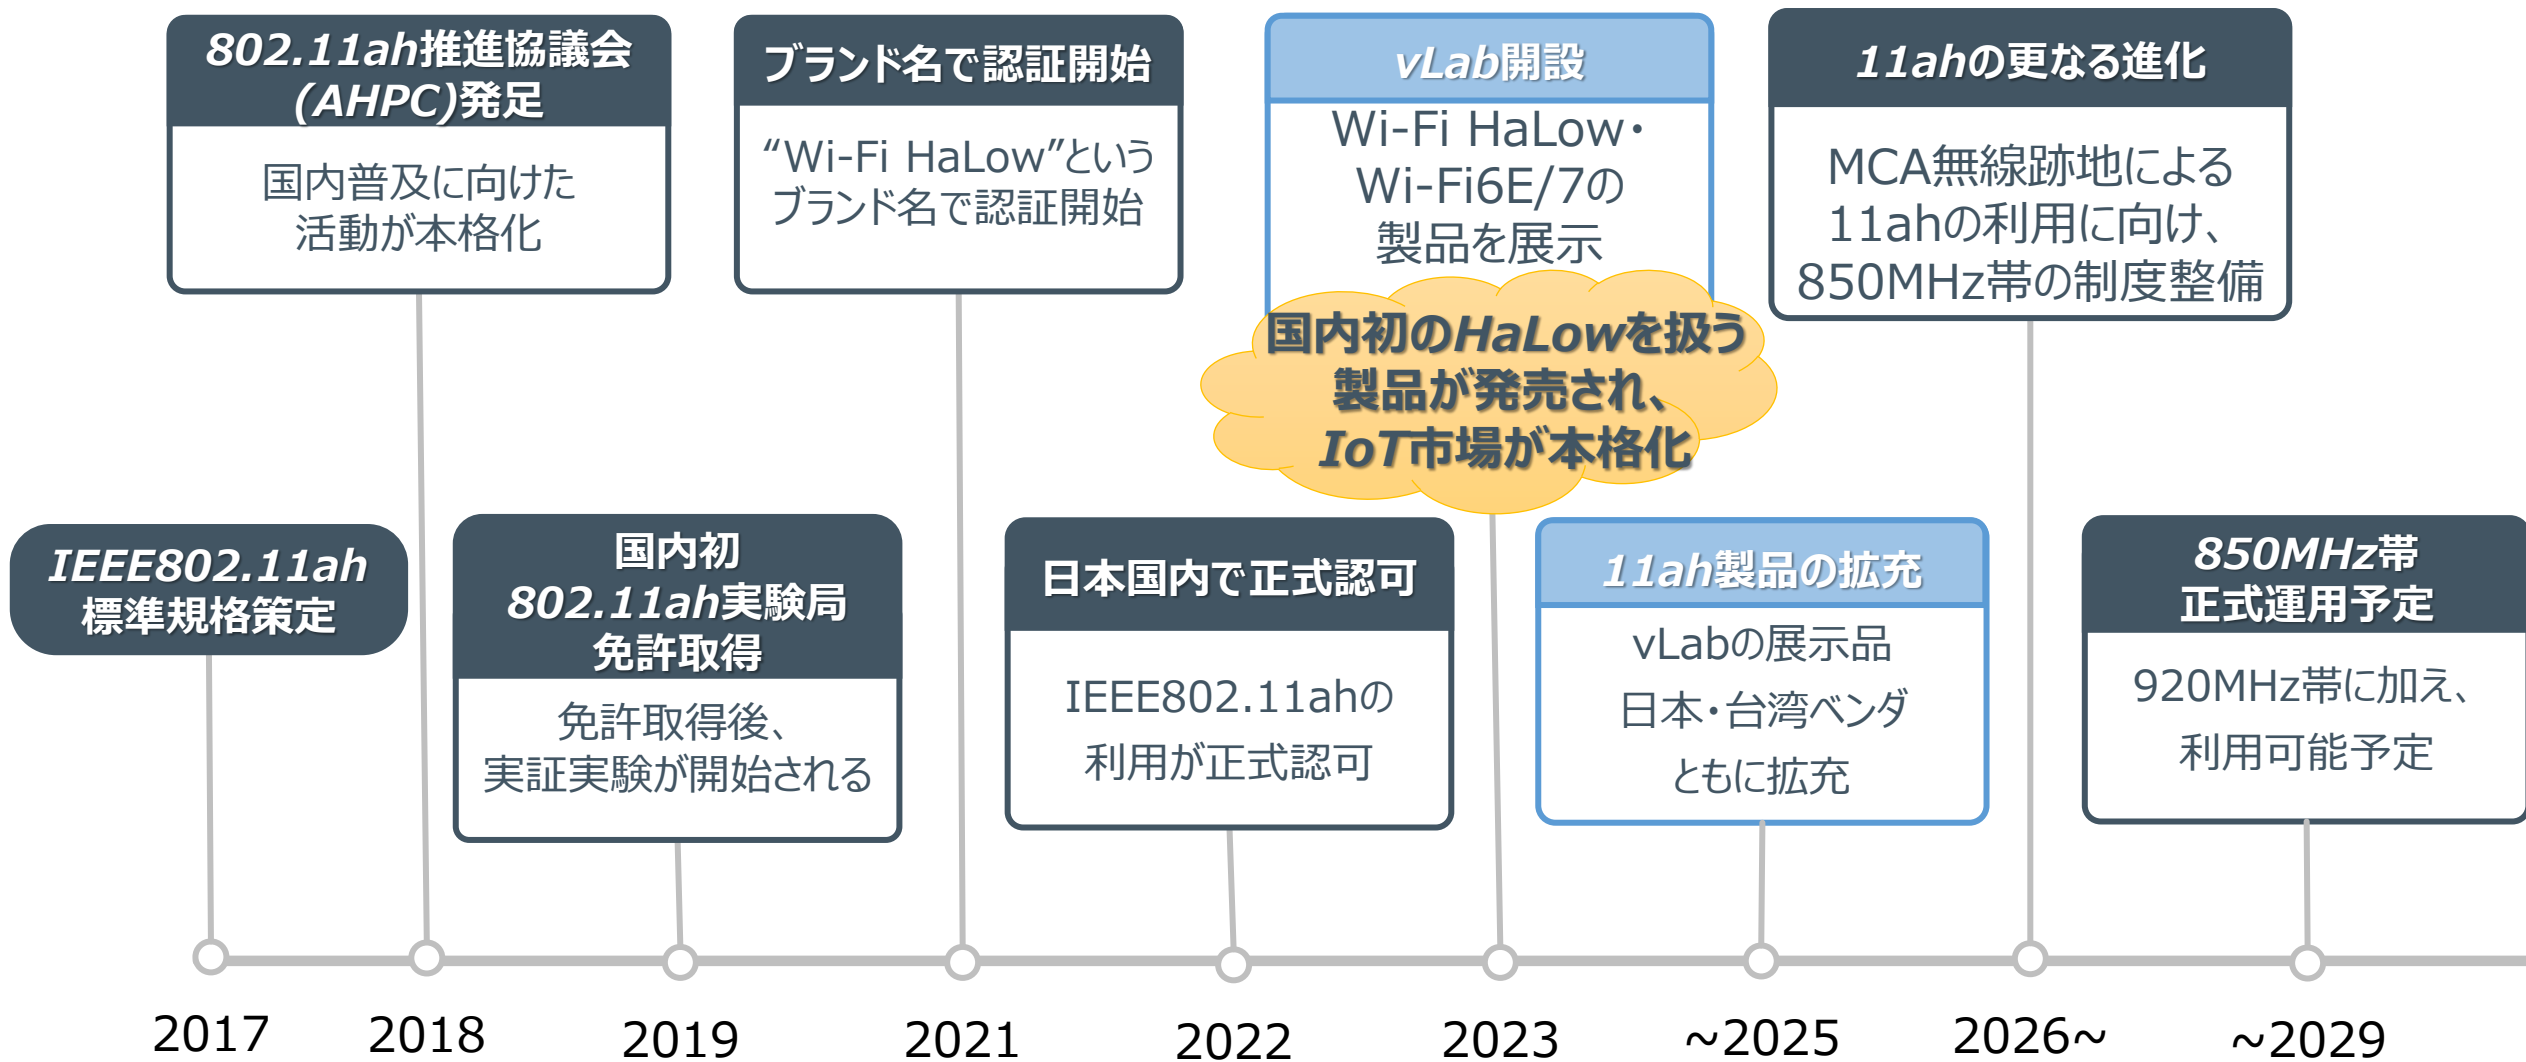 802.11ah推進協議会
(AHPC)発足
国内普及に向けた
活動が本格化
ブランド名で認証開始
“Wi-Fi HaLow”という
ブランド名で認証開始
vLab開設
Wi-Fi HaLow・
Wi-Fi6E/7の
製品を展示
国内初のHaLowを扱う
製品が発売され、
IoT市場が本格化
11ahの更なる進化
MCA無線跡地による
11ahの利用に向け、
850MHz帯の制度整備
IEEE802.11ah
標準規格策定
国内初
802.11ah実験局
免許取得
免許取得後、
実証実験が開始される
日本国内で正式認可
IEEE802.11ahの
利用が正式認可
11ah製品の拡充
vLabの展示品
日本・台湾ベンダ
ともに拡充
850MHz帯
正式運用予定
920MHz帯に加え、
利用可能予定
2017
2018
2019
2021
2022
2023
~2025
2026~
~2029